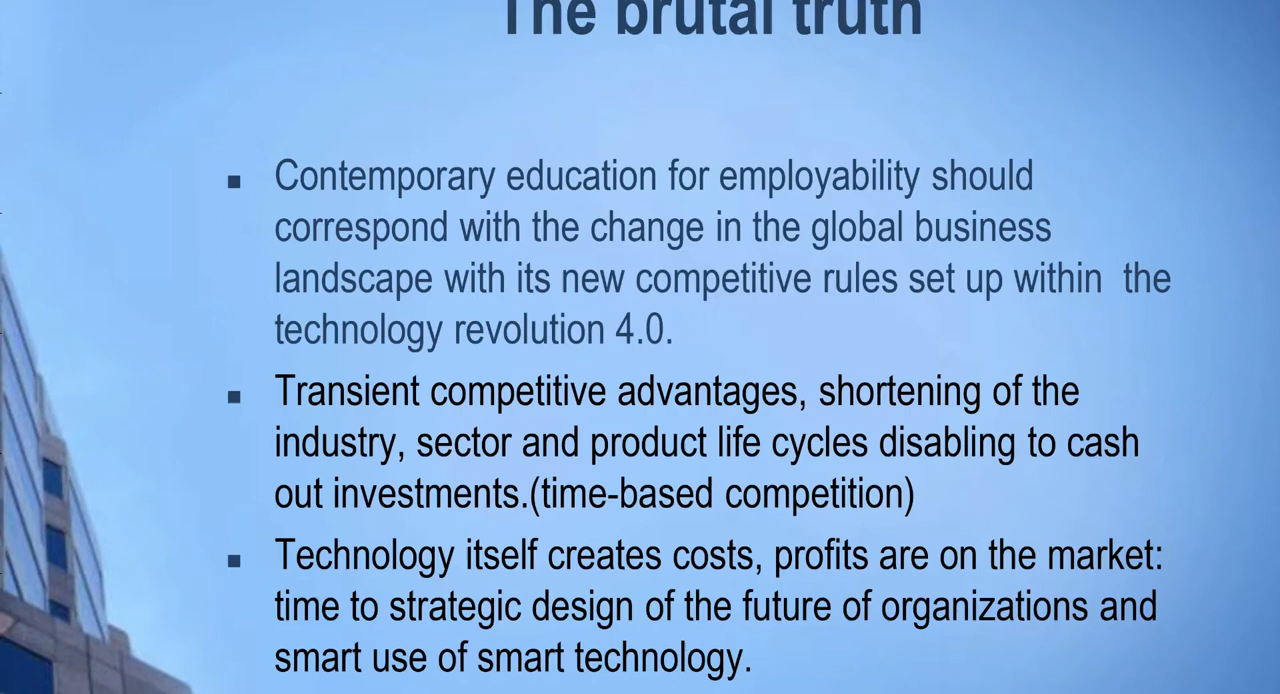 The brutal truth
Contemporary education for employability should
correspond with the change in the global business
landscape with its new competitive rules set up within  the
technology revolution 4.0.
Transient competitive advantages, shortening of the
industry, sector and product life cycles disabling to cash
out investments.(time-based competition)
Technology itself creates costs, profits are on the market:
time to strategic design of the future of organizations and
smart use of smart technology.